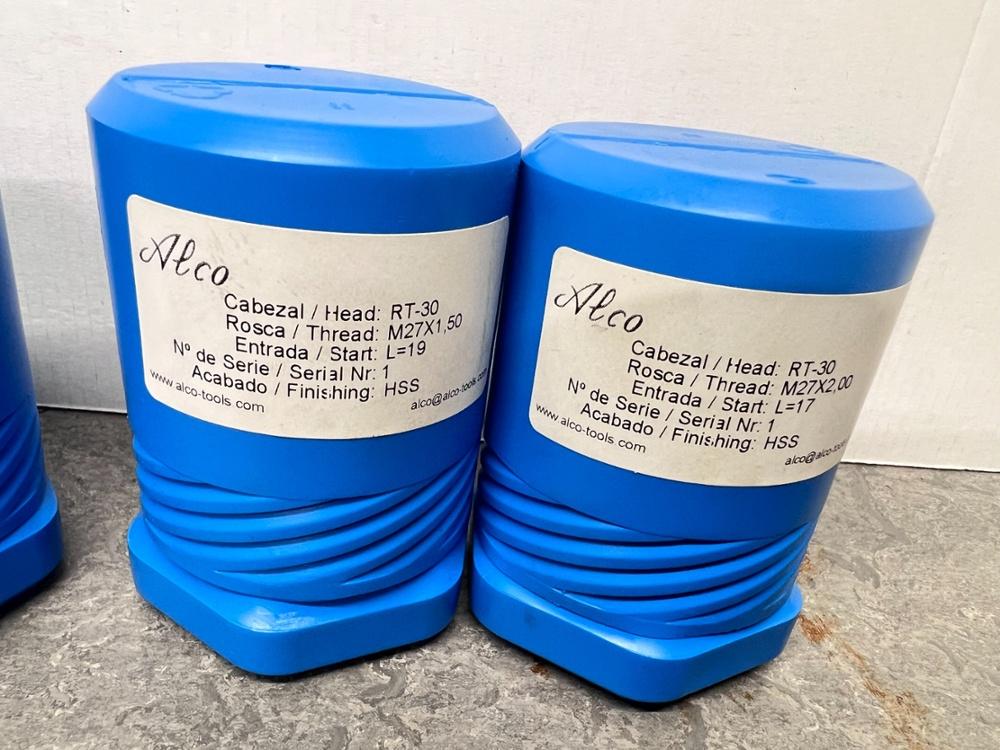 Alco
Cabezal / Head: RT-30
Rosca / Thread: M27X1,50
Entrada / Start: L=19
Nº de Serie / Serial Nr: 1
Acabado / Finishing: HSS
www.alco-tools.com
alco@alco-tools.com
Alco
Cabezal / Head: RT-30
Rosca / Thread: M27X2,00
Entrada / Start: L=17
Nº de Serie / Serial Nr: 1
Acabado / Finishing: HSS
www.alco-tools.com